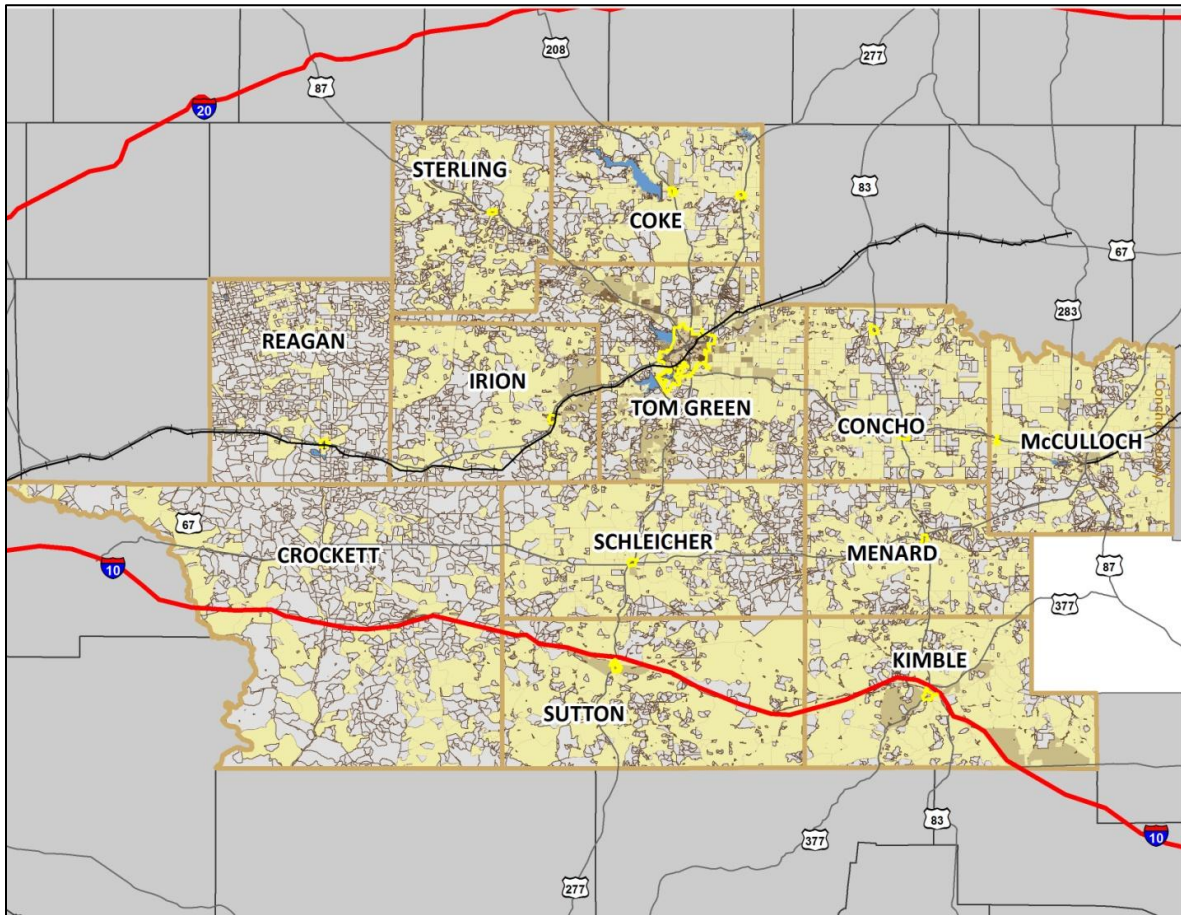 208
277
87
20
83
STERLING
COKE
67
283
REAGAN
IRION
TOM GREEN
CONCHO
McCULLOCH
67
CROCKETT
SCHLEICHER
MENARD
10
87
377
KIMBLE
SUTTON
83
10
377
277